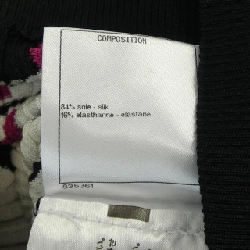 COMPOSITION
84% soie - silk
16% elasthanne - elastane